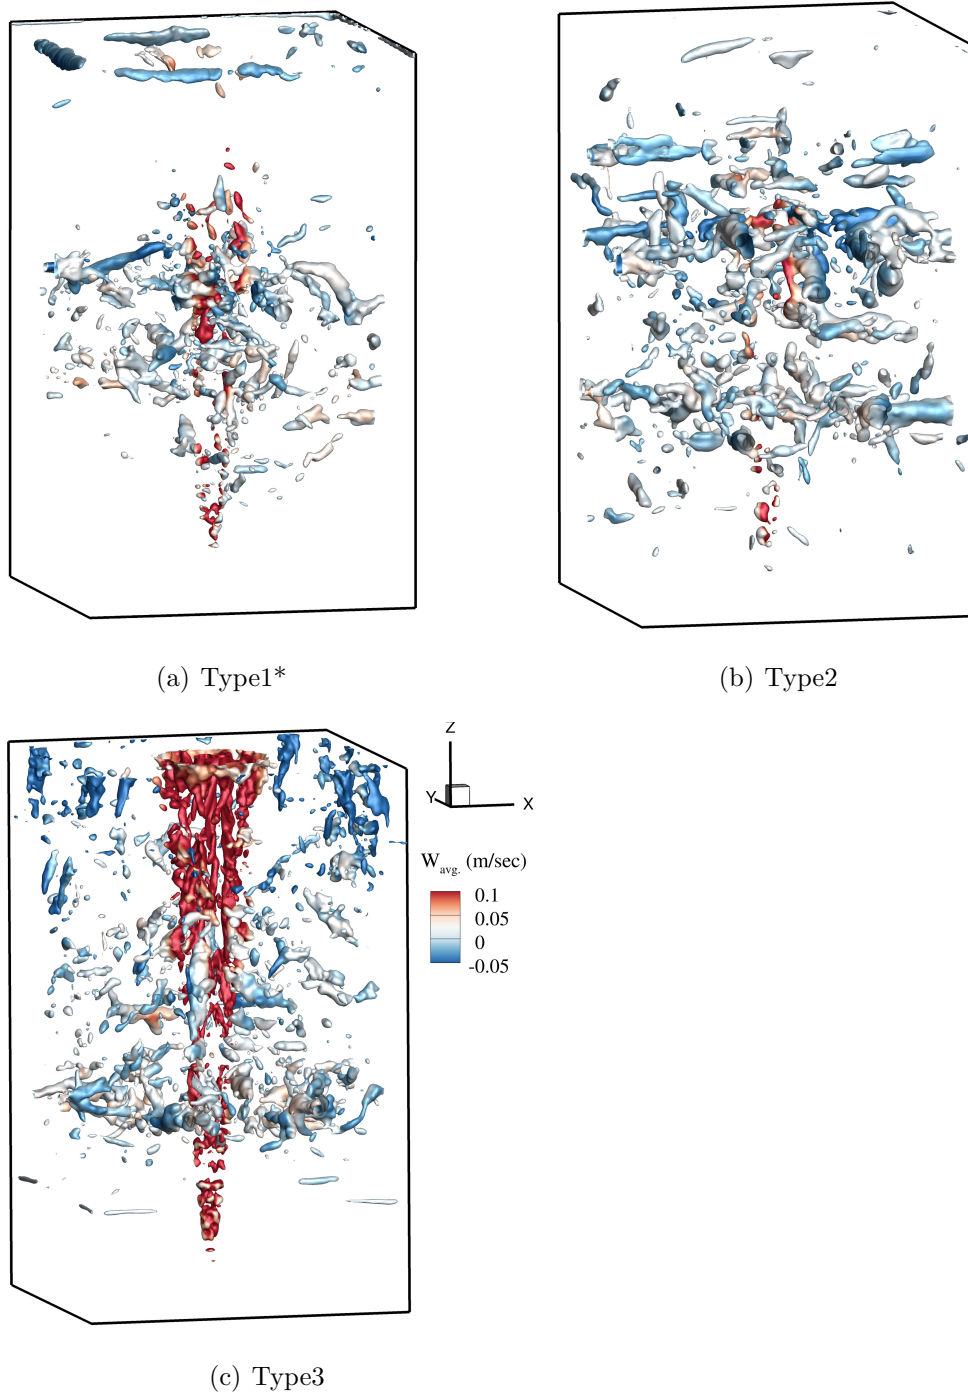 (a) Type1*
(b) Type2
Z
Y
X
W_avg. (m/sec)
0.1
0.05
0
-0.05
(c) Type3